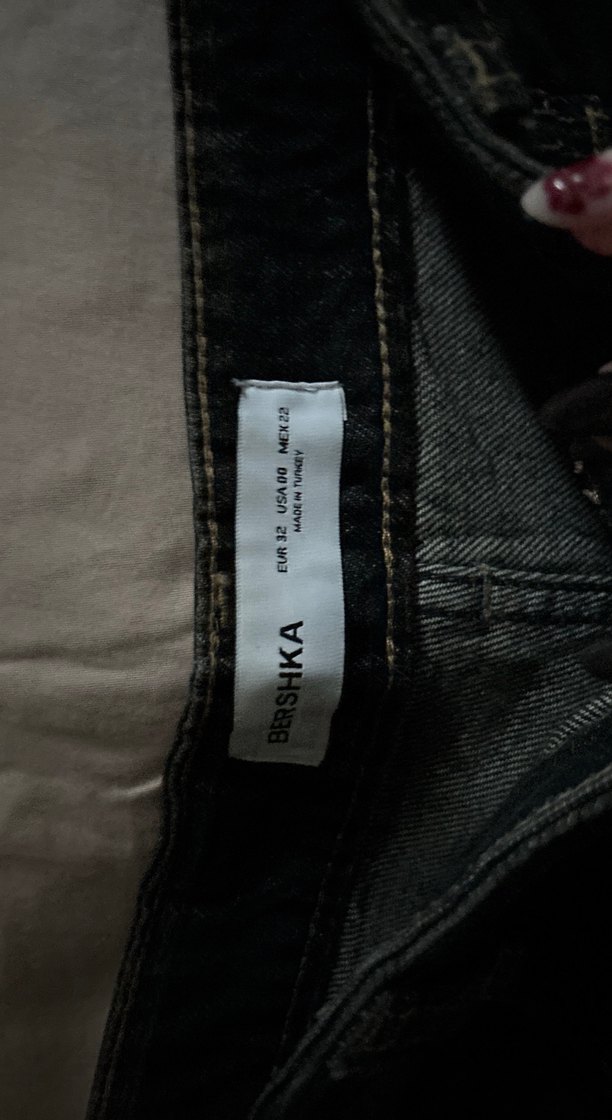 BERSHKA
EUR 32 USA 00 MEX 22
MADE IN TURKEY